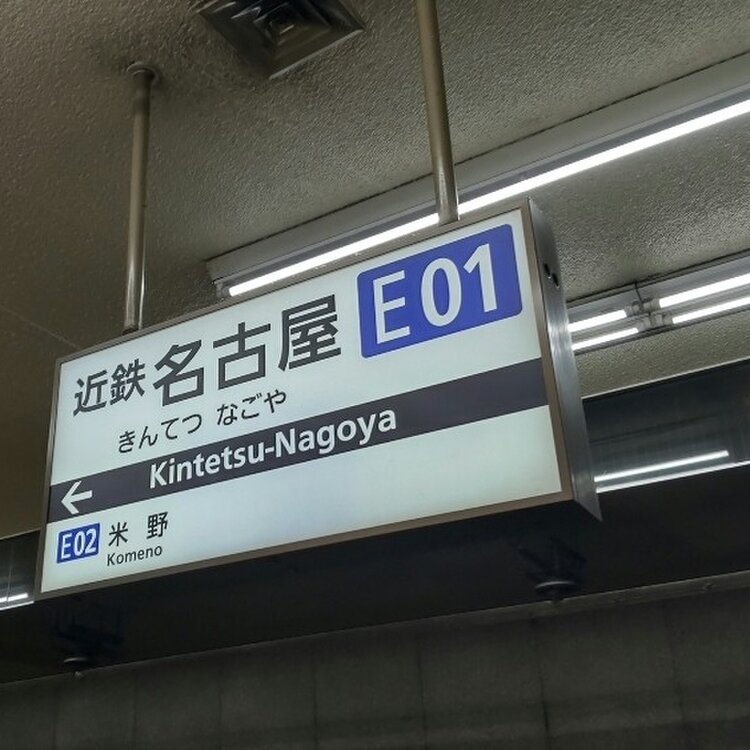 近鉄 名古屋 E01
きんてつ なごや
← Kintetsu-Nagoya
E02 米野
Komeno